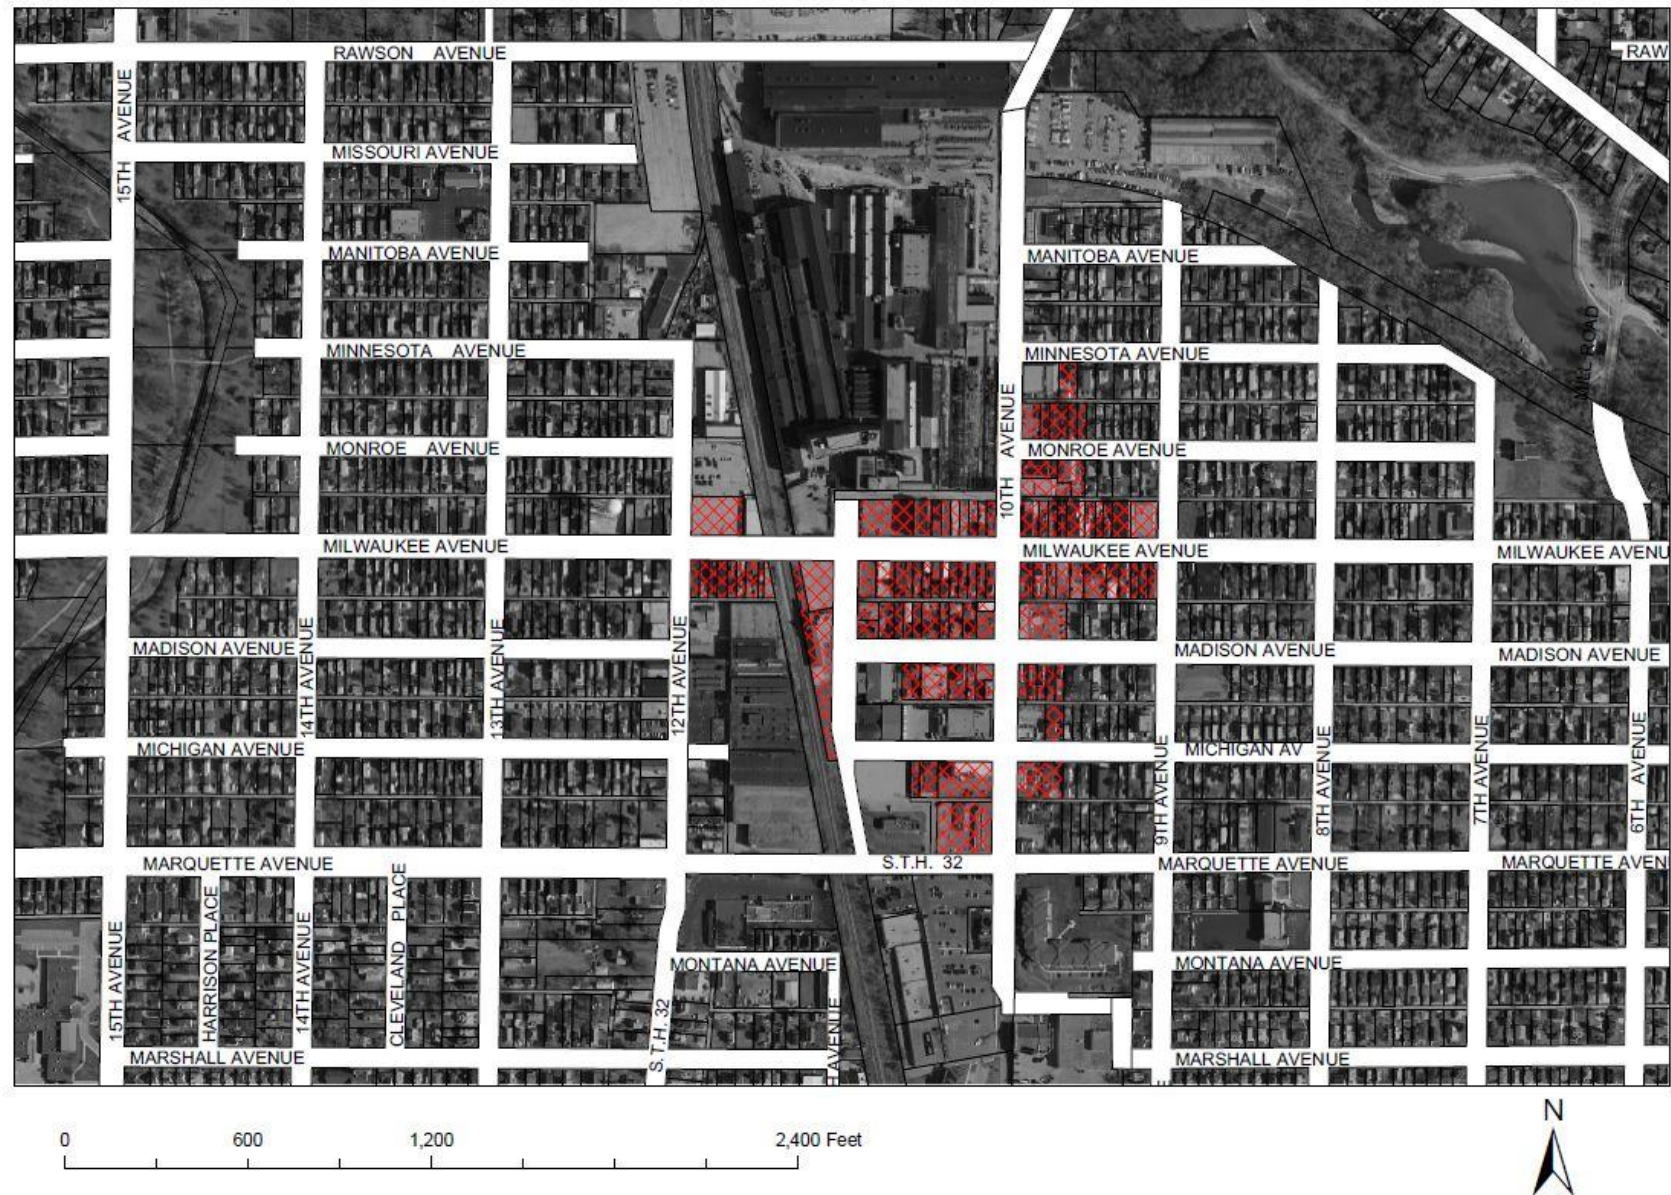 RAWSON AVENUE
RAW
15TH AVENUE
MISSOURI AVENUE
MANITOBA AVENUE
MANITOBA AVENUE
MILL ROAD
MINNESOTA AVENUE
MINNESOTA AVENUE
10TH AVENUE
MONROE AVENUE
MONROE AVENUE
MILWAUKEE AVENUE
MILWAUKEE AVENUE
MILWAUKEE AVENU
MADISON AVENUE
14TH AVENUE
13TH AVENUE
12TH AVENUE
MADISON AVENUE
MADISON AVENUE
MICHIGAN AVENUE
MICHIGAN AV
9TH AVENUE
8TH AVENUE
7TH AVENUE
6TH AVENUE
MARQUETTE AVENUE
S.T.H. 32
MARQUETTE AVENUE
MARQUETTE AVEN
15TH AVENUE
HARRISON PLACE
14TH AVENUE
CLEVELAND PLACE
MONTANA AVENUE
MONTANA AVENUE
S.T.H. 32
H AVENUE
MARSHALL AVENUE
MARSHALL AVENUE
E
N
0 600 1,200 2,400 Feet